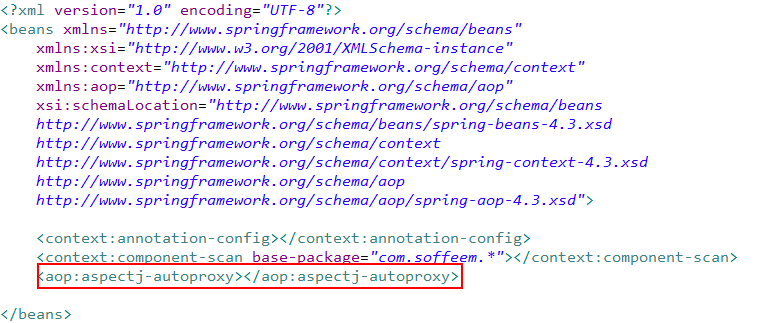 <?xml version="1.0" encoding="UTF-8"?>
<beans xmlns="http://www.springframework.org/schema/beans"
xmlns:xsi="http://www.w3.org/2001/XMLSchema-instance"
xmlns:context="http://www.springframework.org/schema/context"
xmlns:aop="http://www.springframework.org/schema/aop"
xsi:schemaLocation="http://www.springframework.org/schema/beans
http://www.springframework.org/schema/beans/spring-beans-4.3.xsd
http://www.springframework.org/schema/context
http://www.springframework.org/schema/context/spring-context-4.3.xsd
http://www.springframework.org/schema/aop
http://www.springframework.org/schema/aop/spring-aop-4.3.xsd">
<context:annotation-config></context:annotation-config>
<context:component-scan base-package="com.soffeem.*"></context:component-scan>
<aop:aspectj-autoproxy></aop:aspectj-autoproxy>
</beans>